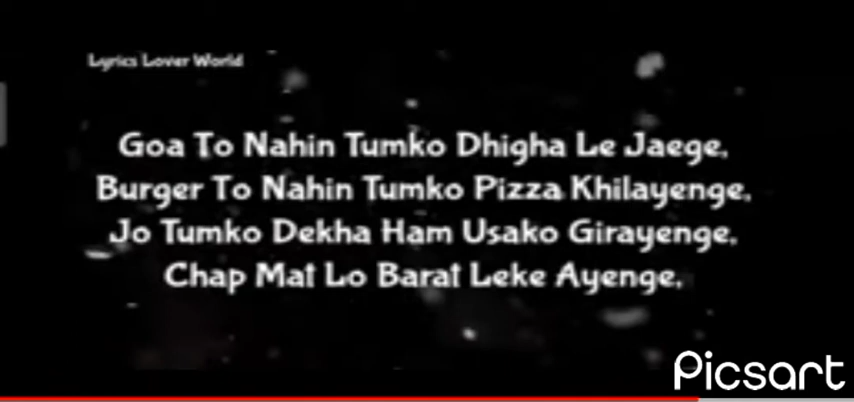 Lyrics Lover World
Goa To Nahin Tumko Dhigha Le Jaege,
Burger To Nahin Tumko Pizza Khilayenge,
Jo Tumko Dekha Ham Usako Girayenge,
Chap Mat Lo Barat Leke Ayenge,
Picsart